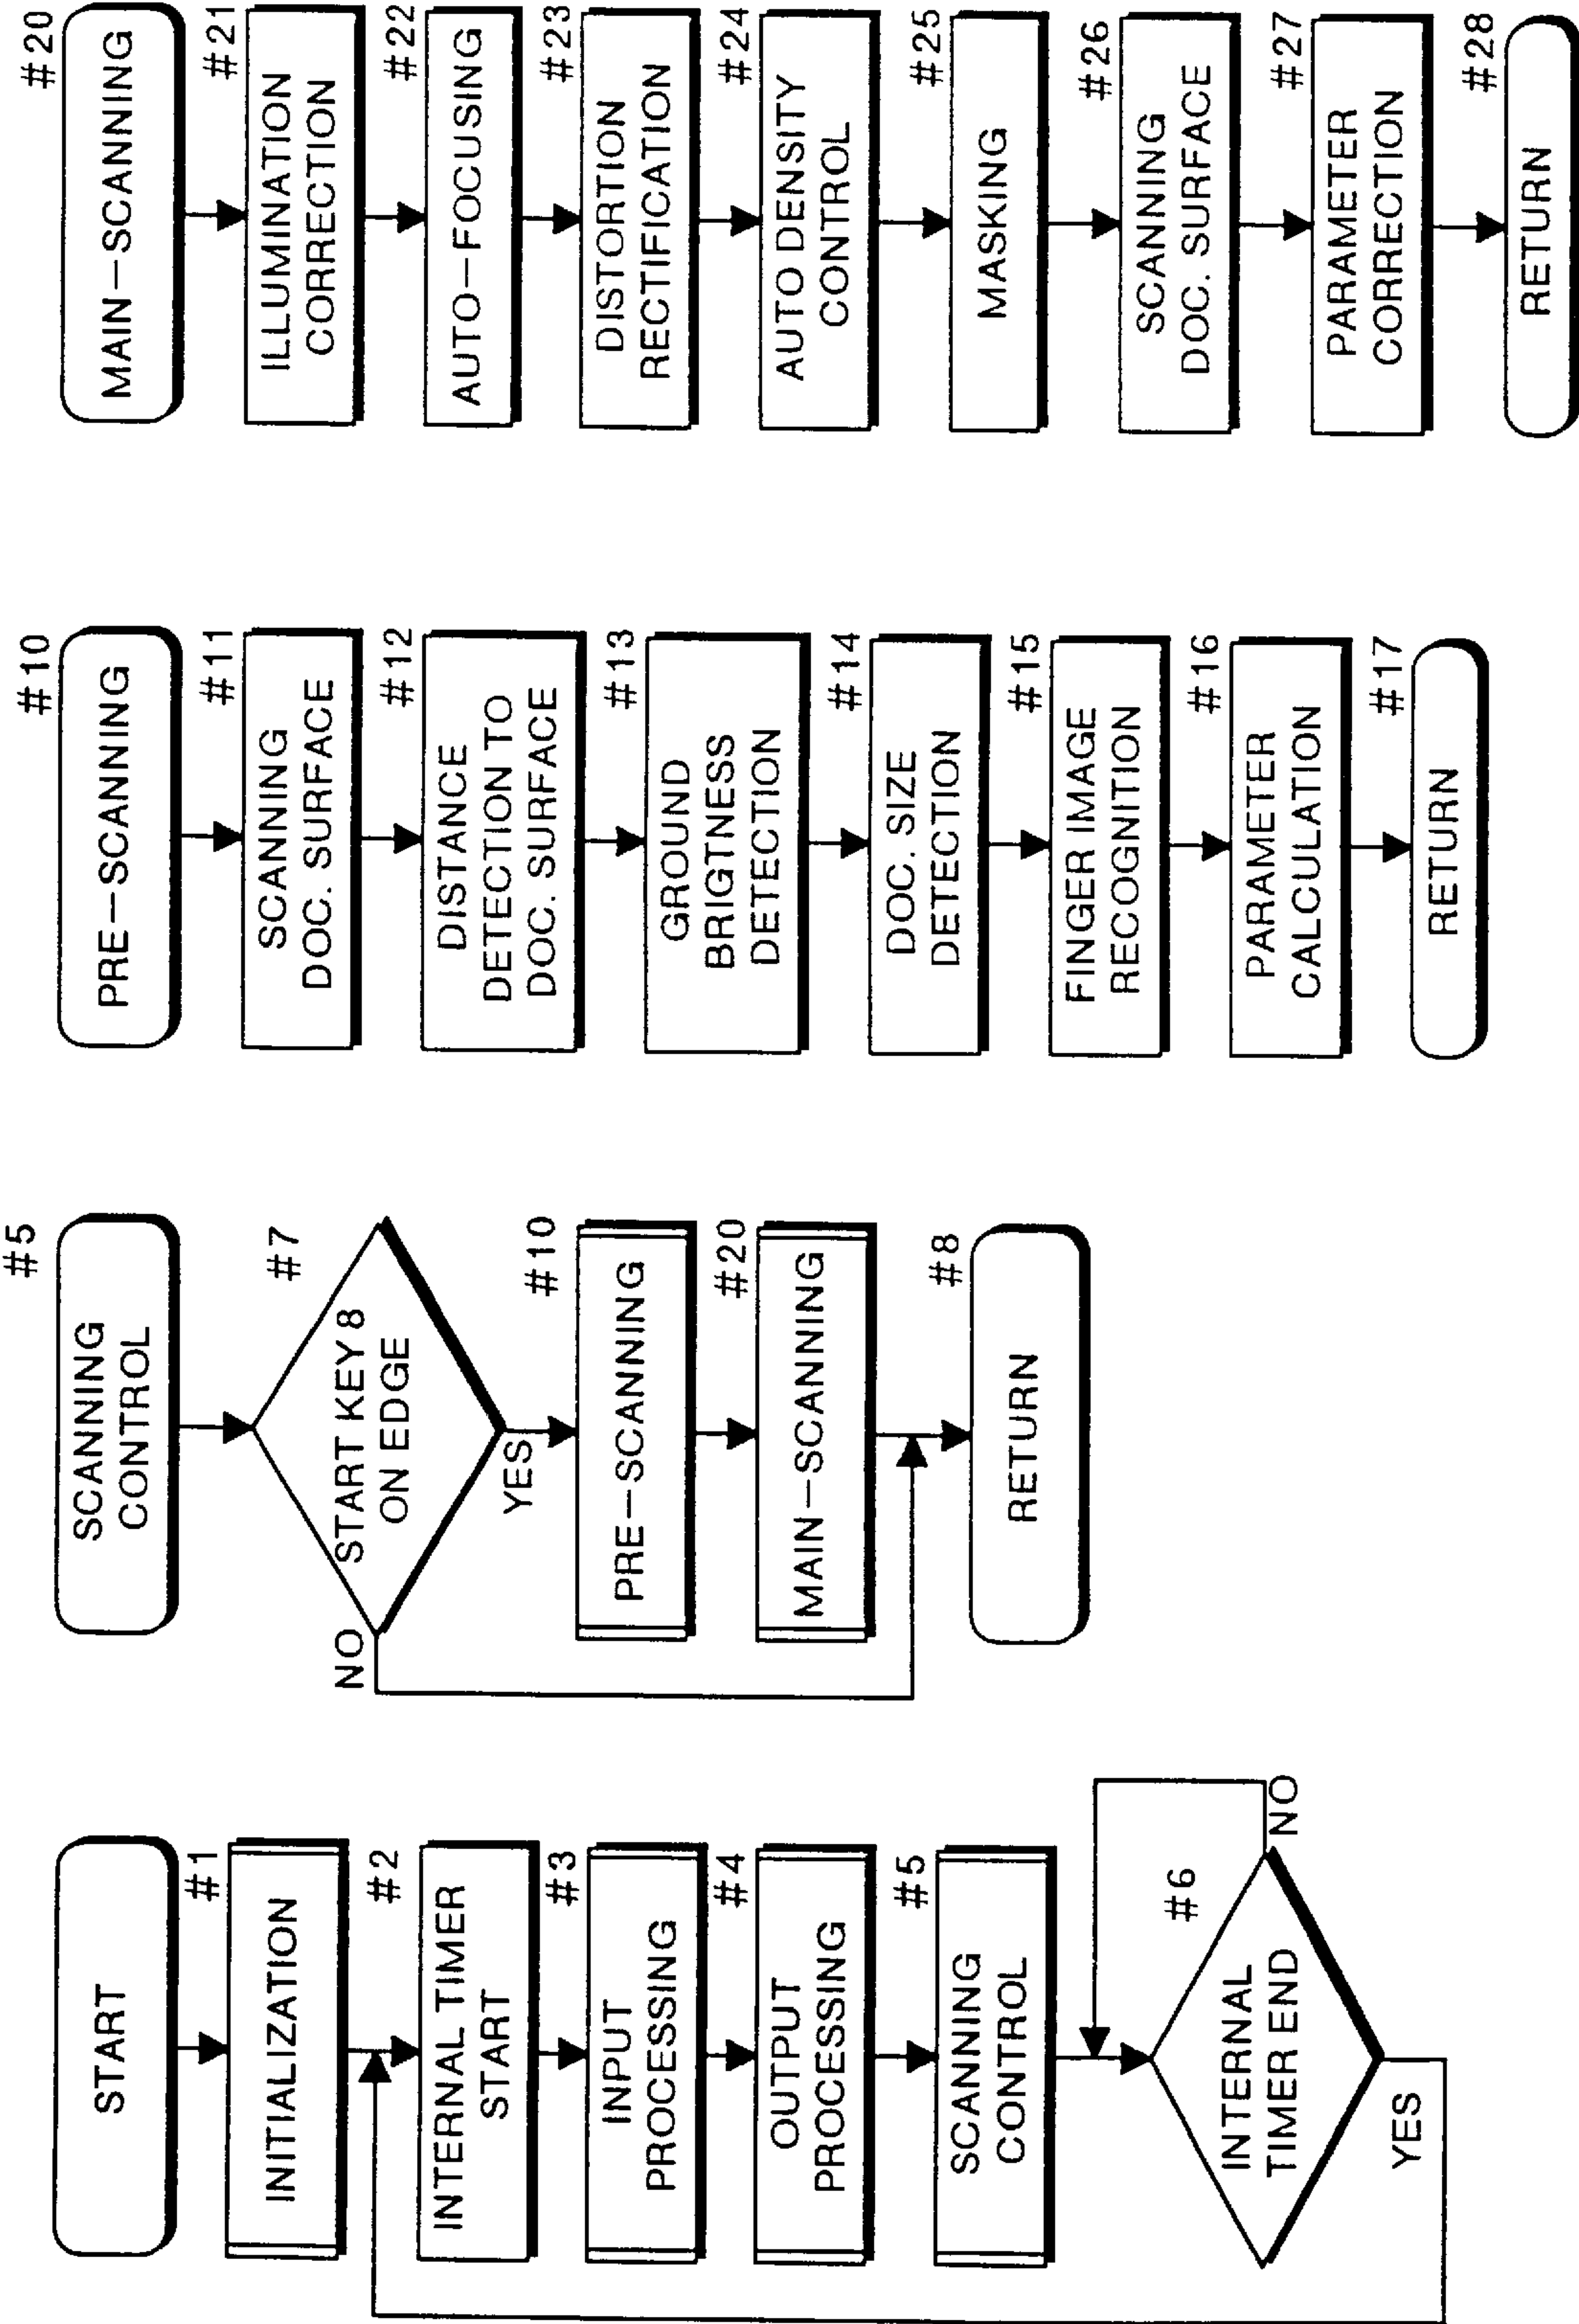 START
#1
INITIALIZATION
#2
INTERNAL TIMER
START
#3
INPUT
PROCESSING
#4
OUTPUT
PROCESSING
#5
SCANNING
CONTROL
#6
INTERNAL
TIMER END
NO
YES
#5
SCANNING
CONTROL
#7
START KEY 8
ON EDGE
NO
YES
#10
PRE-SCANNING
#20
MAIN-SCANNING
#8
RETURN
#10
PRE-SCANNING
#11
SCANNING
DOC. SURFACE
#12
DISTANCE
DETECTION TO
DOC. SURFACE
#13
GROUND
BRIGTNESS
DETECTION
#14
DOC. SIZE
DETECTION
#15
FINGER IMAGE
RECOGNITION
#16
PARAMETER
CALCULATION
#17
RETURN
#20
MAIN-SCANNING
#21
ILLUMINATION
CORRECTION
#22
AUTO-FOCUSING
#23
DISTORTION
RECTIFICATION
#24
AUTO DENSITY
CONTROL
#25
MASKING
#26
SCANNING
DOC. SURFACE
#27
PARAMETER
CORRECTION
#28
RETURN